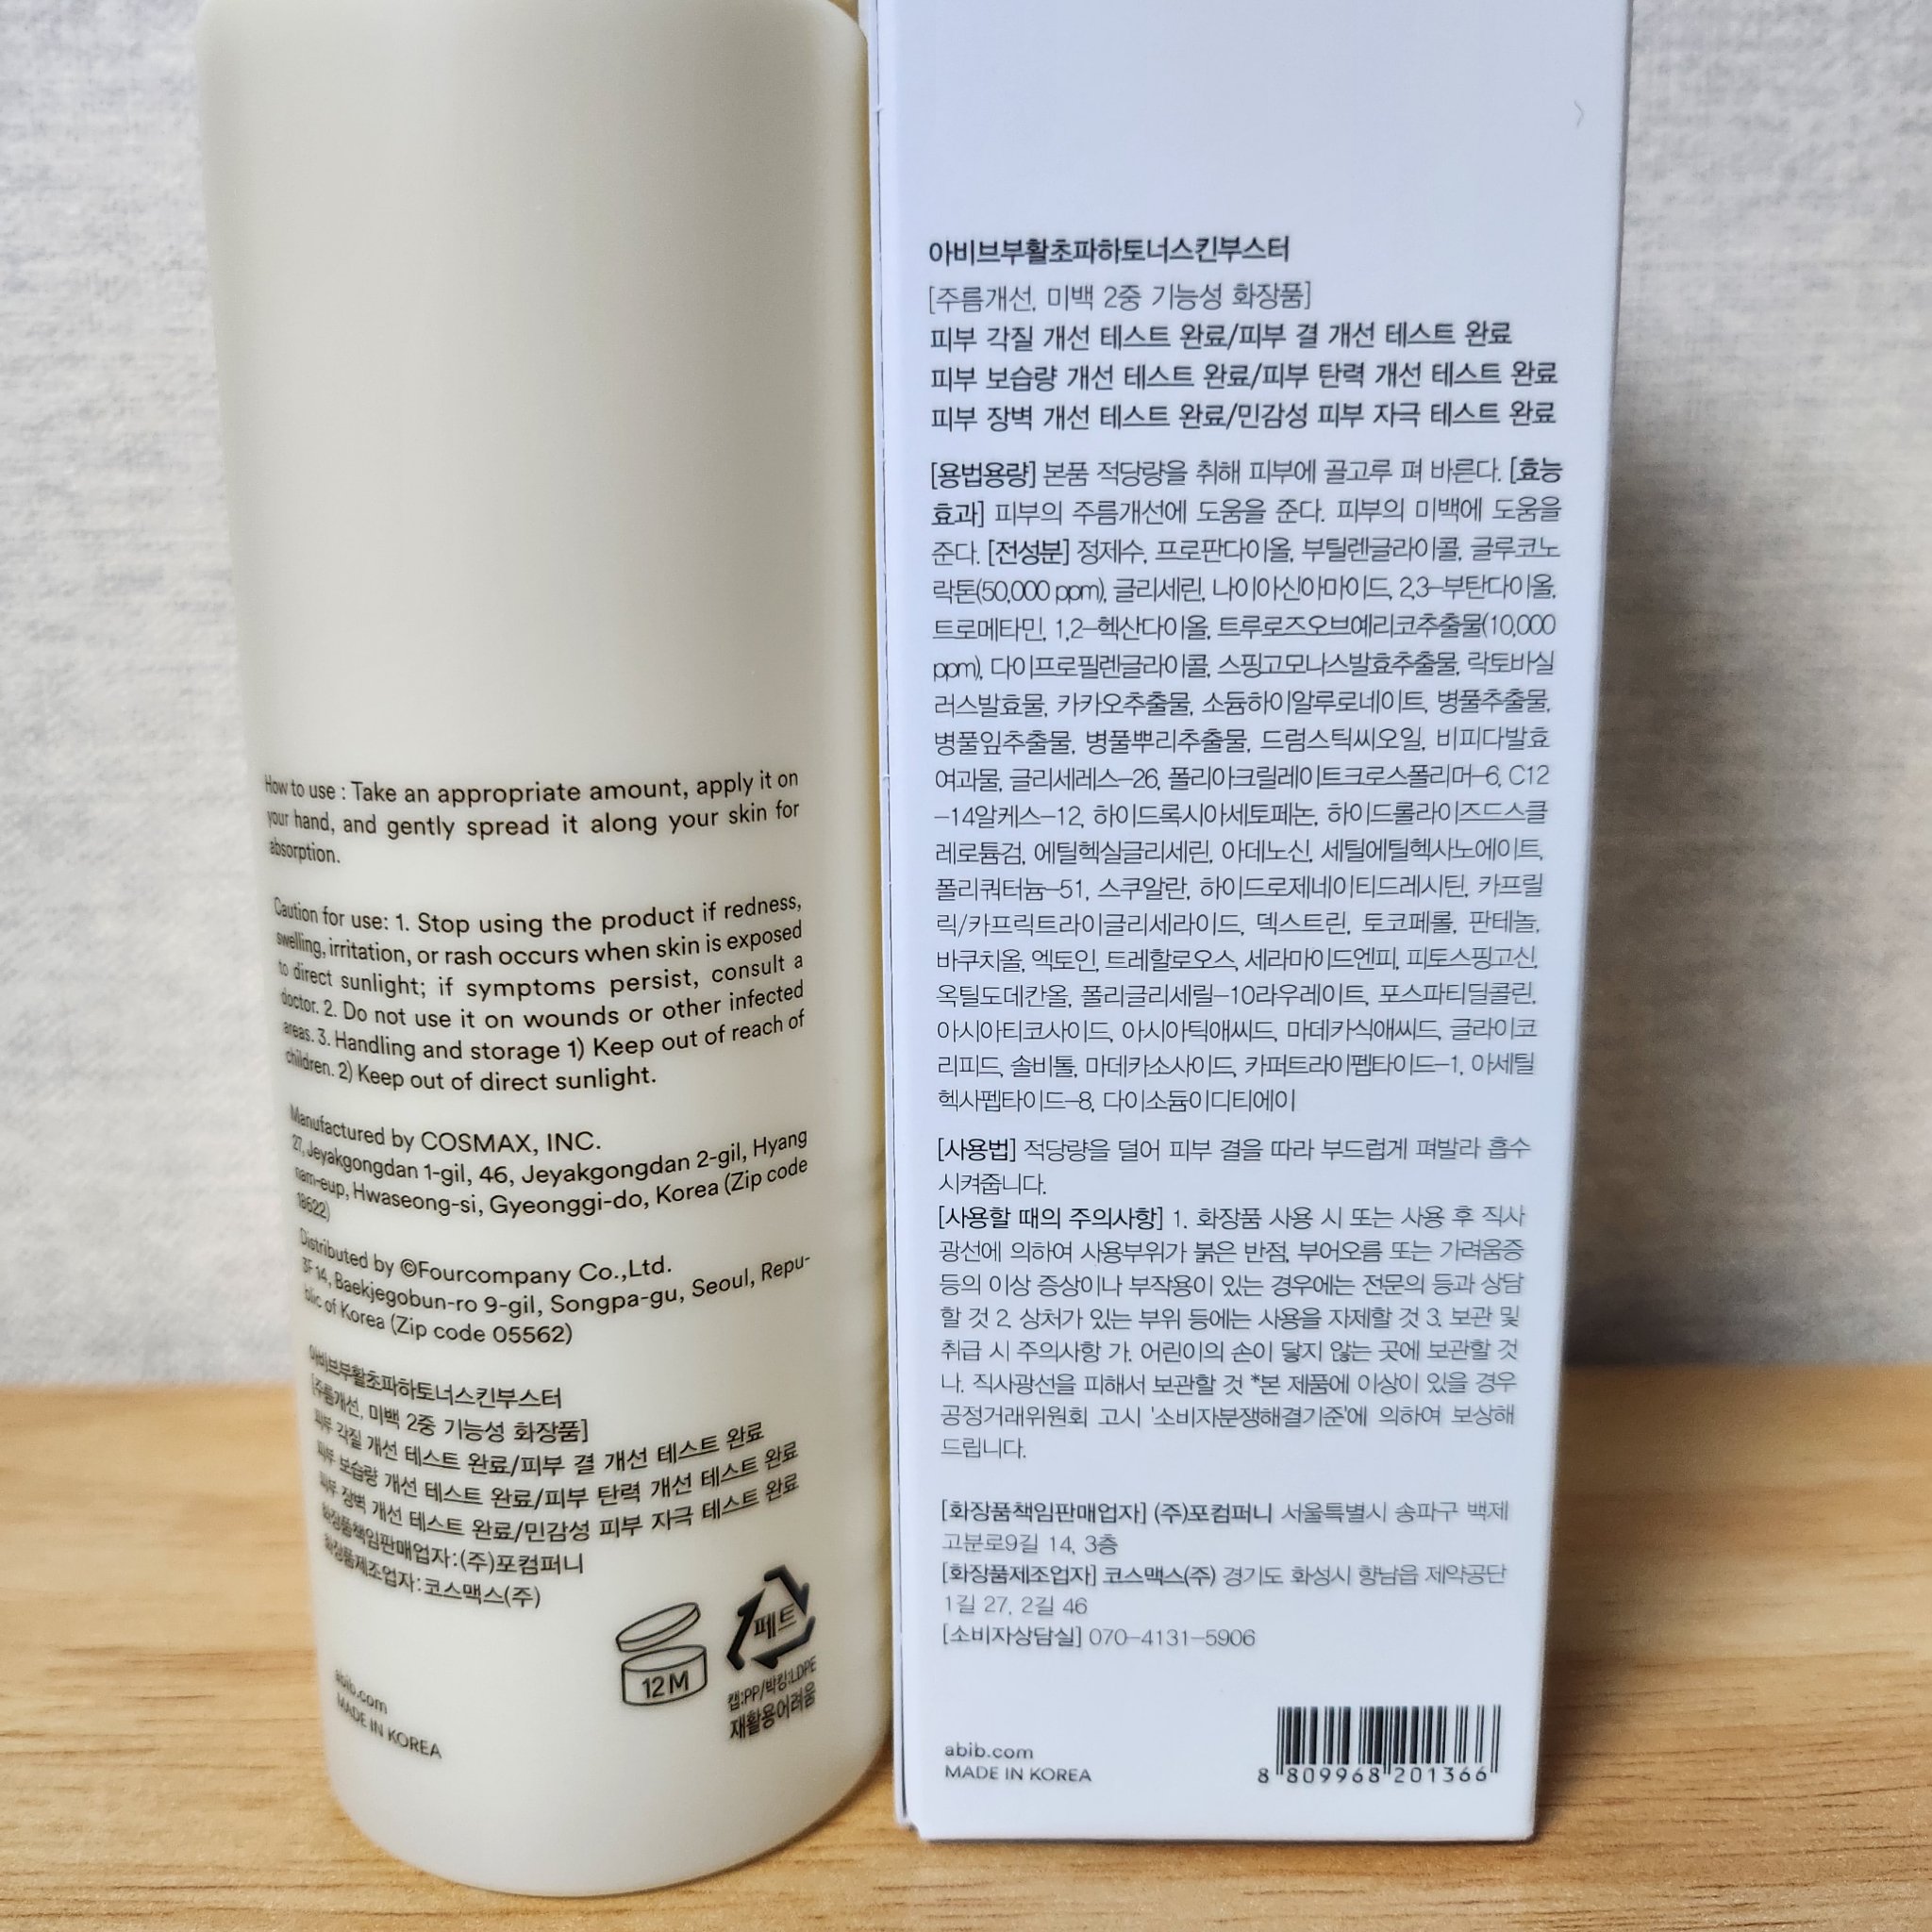 How to use : Take an appropriate amount, apply it on
your hand, and gently spread it along your skin for
absorption.
Caution for use: 1. Stop using the product if redness,
swelling, irritation, or rash occurs when skin is exposed
to direct sunlight; if symptoms persist, consult a
doctor. 2. Do not use it on wounds or other infected
areas. 3. Handling and storage 1) Keep out of reach of
children. 2) Keep out of direct sunlight.
Manufactured by COSMAX, INC.
27, Jeyakgongdan 1-gil, 46, Jeyakgongdan 2-gil, Hyang
nam-eup, Hwaseong-si, Gyeonggi-do, Korea (Zip code
18622)
Distributed by ©Fourcompany Co.,Ltd.
3F 14, Baekjegobun-ro 9-gil, Songpa-gu, Seoul, Repu-
blic of Korea (Zip code 05562)
아비브부활초파하토너스킨부스터
[주름개선, 미백 2중 기능성 화장품]
피부 각질 개선 테스트 완료/피부 결 개선 테스트 완료
피부 보습량 개선 테스트 완료/피부 탄력 개선 테스트 완료
피부 장벽 개선 테스트 완료/민감성 피부 자극 테스트 완료
화장품책임판매업자:(주)포컴퍼니
화장품제조업자:코스맥스(주)
12M
페트
캡:PP/박킹:LDPE
재활용어려움
abib.com
MADE IN KOREA
아비브부활초파하토너스킨부스터
[주름개선, 미백 2중 기능성 화장품]
피부 각질 개선 테스트 완료/피부 결 개선 테스트 완료
피부 보습량 개선 테스트 완료/피부 탄력 개선 테스트 완료
피부 장벽 개선 테스트 완료/민감성 피부 자극 테스트 완료
[용법용량] 본품 적당량을 취해 피부에 골고루 펴 바른다. [효능
효과] 피부의 주름개선에 도움을 준다. 피부의 미백에 도움을
준다. [전성분] 정제수, 프로판다이올, 부틸렌글라이콜, 글루코노
락톤(50,000 ppm), 글리세린, 나이아신아마이드, 2,3-부탄다이올,
트로메타민, 1,2-헥산다이올, 트루로즈오브예리코추출물(10,000
ppm), 다이프로필렌글라이콜, 스핑고모나스발효추출물, 락토바실
러스발효물, 카카오추출물, 소듐하이알루로네이트, 병풀추출물,
병풀잎추출물, 병풀뿌리추출물, 드럼스틱씨오일, 비피다발효
여과물, 글리세레스-26, 폴리아크릴레이트크로스폴리머-6, C12
-14알케스-12, 하이드록시아세토페논, 하이드롤라이즈드스클
레로튬검, 에틸헥실글리세린, 아데노신, 세틸에틸헥사노에이트,
폴리쿼터늄-51, 스쿠알란, 하이드로제네이티드레시틴, 카프릴
릭/카프릭트라이글리세라이드, 덱스트린, 토코페롤, 판테놀,
바쿠치올, 엑토인, 트레할로오스, 세라마이드엔피, 피토스핑고신,
옥틸도데칸올, 폴리글리세릴-10라우레이트, 포스파티딜콜린,
아시아티코사이드, 아시아틱애씨드, 마데카식애씨드, 글라이코
리피드, 솔비톨, 마데카소사이드, 카퍼트라이펩타이드-1, 아세틸
헥사펩타이드-8, 다이소듐이디티에이
[사용법] 적당량을 덜어 피부 결을 따라 부드럽게 펴발라 흡수
시켜줍니다.
[사용할 때의 주의사항] 1. 화장품 사용 시 또는 사용 후 직사
광선에 의하여 사용부위가 붉은 반점, 부어오름 또는 가려움증
등의 이상 증상이나 부작용이 있는 경우에는 전문의 등과 상담
할 것 2. 상처가 있는 부위 등에는 사용을 자제할 것 3. 보관 및
취급 시 주의사항 가. 어린이의 손이 닿지 않는 곳에 보관할 것
나. 직사광선을 피해서 보관할 것 *본 제품에 이상이 있을 경우
공정거래위원회 고시 '소비자분쟁해결기준'에 의하여 보상해
드립니다.
[화장품책임판매업자] (주)포컴퍼니 서울특별시 송파구 백제
고분로9길 14, 3층
[화장품제조업자] 코스맥스(주) 경기도 화성시 향남읍 제약공단
1길 27, 2길 46
[소비자상담실] 070-4131-5906
abib.com
MADE IN KOREA
8 809968 201366